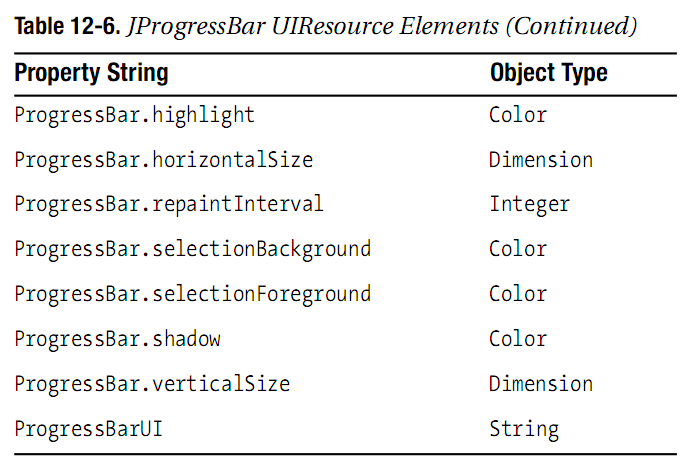 Table 12-6. JProgressBar UIResource Elements (Continued)
Property String Object Type
ProgressBar.highlight Color
ProgressBar.horizontalSize Dimension
ProgressBar.repaintInterval Integer
ProgressBar.selectionBackground Color
ProgressBar.selectionForeground Color
ProgressBar.shadow Color
ProgressBar.verticalSize Dimension
ProgressBarUI String